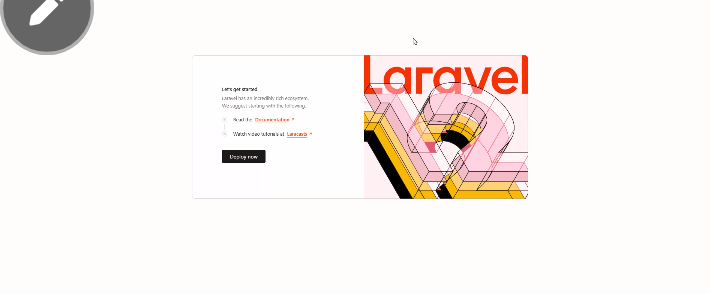 Let's get started
Laravel has an incredibly rich ecosystem.
We suggest starting with the following.
Read the Documentation
Watch video tutorials at Laracasts
Deploy now
Laravel